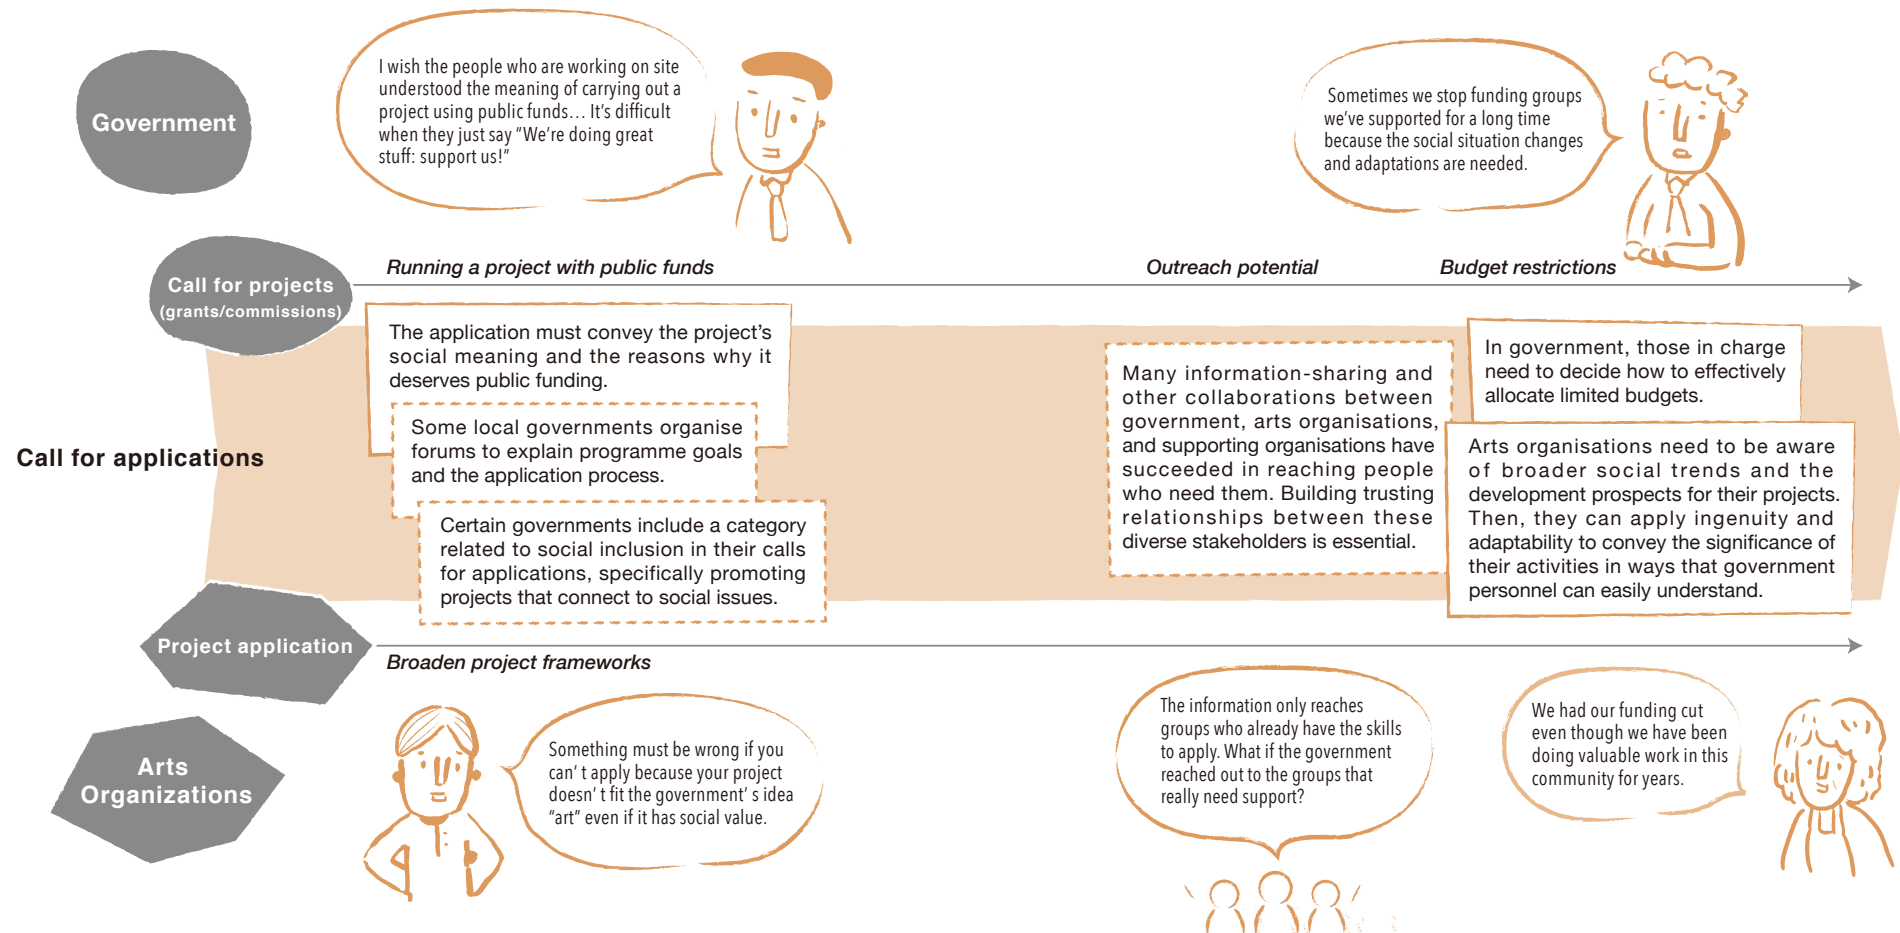 Government
I wish the people who are working on site
understood the meaning of carrying out a
project using public funds… It's difficult
when they just say "We're doing great
stuff: support us!"
Sometimes we stop funding groups
we've supported for a long time
because the social situation changes
and adaptations are needed.
Call for projects
(grants/commissions)
Running a project with public funds
Outreach potential
Budget restrictions
The application must convey the project's
social meaning and the reasons why it
deserves public funding.
Some local governments organise
forums to explain programme goals
and the application process.
Certain governments include a category
related to social inclusion in their calls
for applications, specifically promoting
projects that connect to social issues.
Many information-sharing and
other collaborations between
government, arts organisations,
and supporting organisations have
succeeded in reaching people
who need them. Building trusting
relationships between these
diverse stakeholders is essential.
In government, those in charge
need to decide how to effectively
allocate limited budgets.
Arts organisations need to be aware
of broader social trends and the
development prospects for their projects.
Then, they can apply ingenuity and
adaptability to convey the significance of
their activities in ways that government
personnel can easily understand.
Call for applications
Project application
Broaden project frameworks
Arts
Organizations
Something must be wrong if you
can' t apply because your project
doesn' t fit the government' s idea
"art" even if it has social value.
The information only reaches
groups who already have the skills
to apply. What if the government
reached out to the groups that
really need support?
We had our funding cut
even though we have been
doing valuable work in this
community for years.